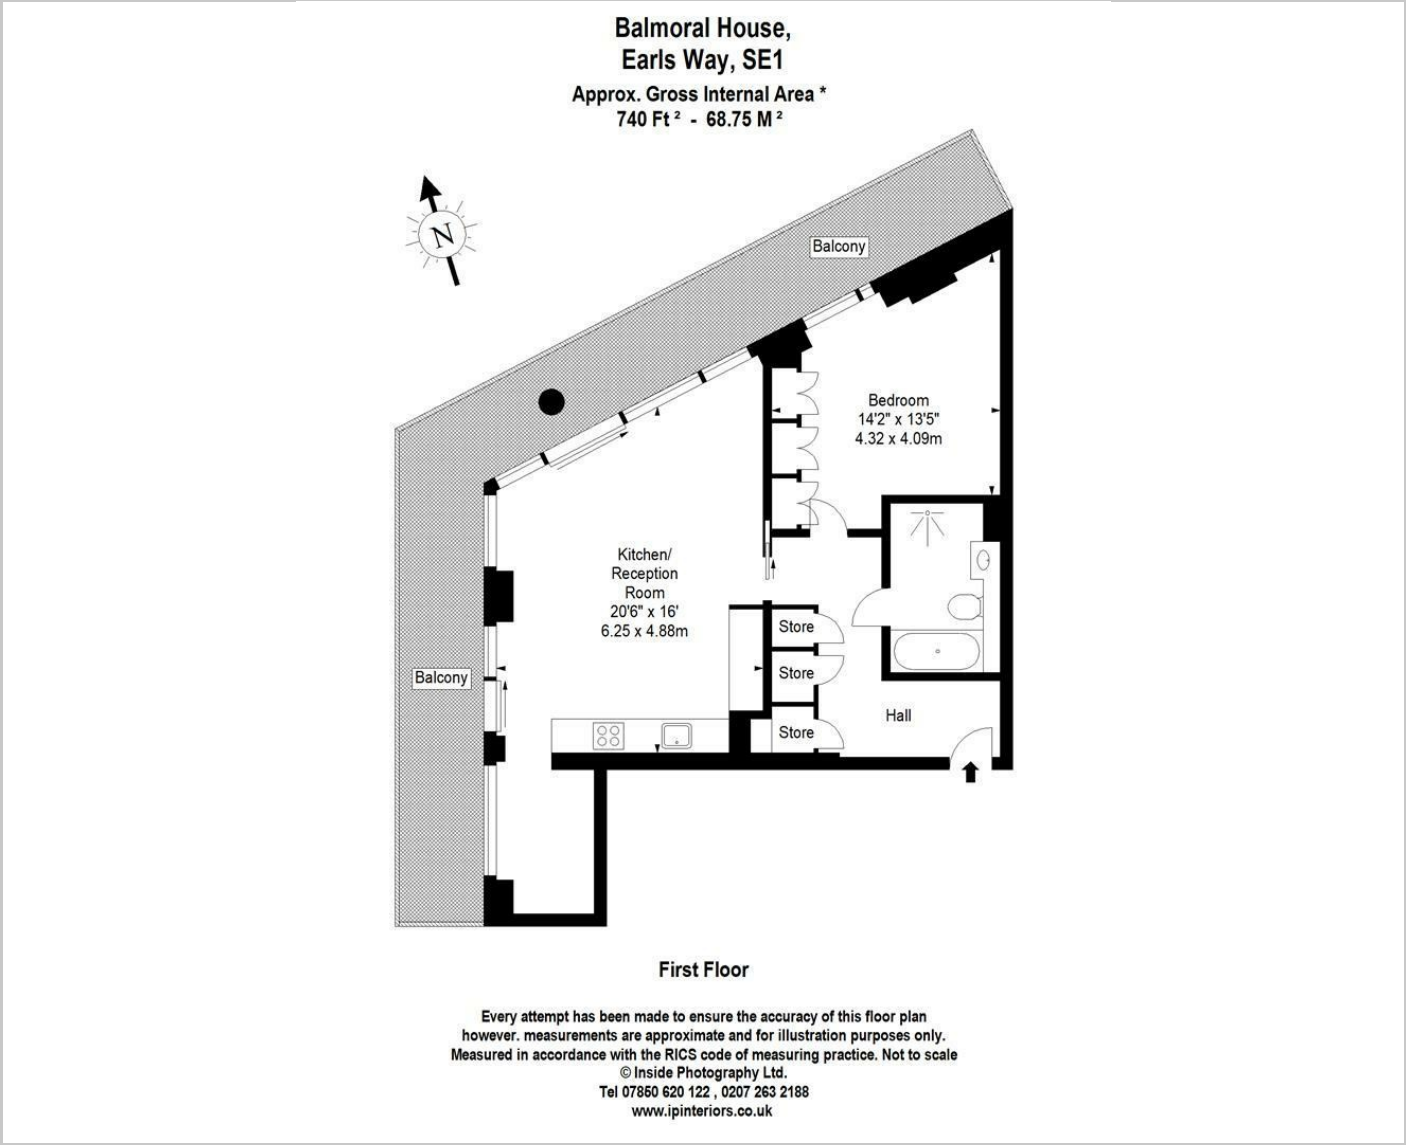 Balmoral House,
Earls Way, SE1
Approx. Gross Internal Area *
740 Ft ² - 68.75 M ²
N
Balcony
Bedroom
14'2" x 13'5"
4.32 x 4.09m
Kitchen/
Reception
Room
20'6" x 16'
6.25 x 4.88m
Store
Store
Balcony
Hall
Store
First Floor
Every attempt has been made to ensure the accuracy of this floor plan
however. measurements are approximate and for illustration purposes only.
Measured in accordance with the RICS code of measuring practice. Not to scale
© Inside Photography Ltd.
Tel 07850 620 122 , 0207 263 2188
www.ipinteriors.co.uk